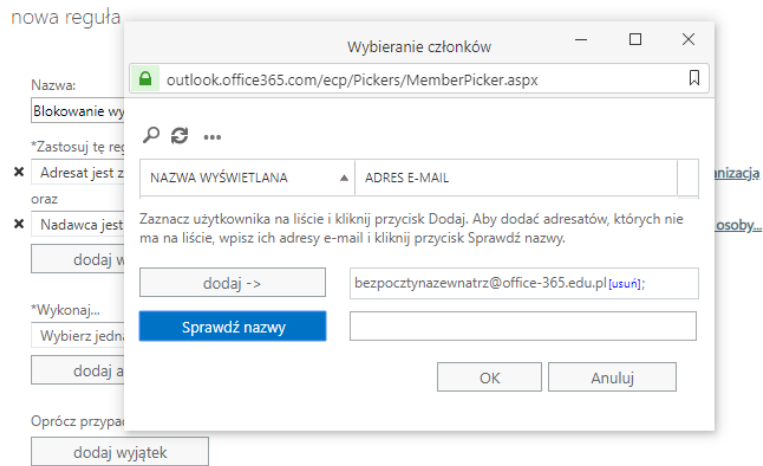 nowa reguła
Wybieranie członków
outlook.office365.com/ecp/Pickers/MemberPicker.aspx
Nazwa:
Blokowanie wy
*Zastosuj tę reg
Adresat jest z
anizacja
oraz
Nadawca jest
osoby...
dodaj w
*Wykonaj...
Wybierz jedn
dodaj a
Oprócz przypad
dodaj wyjątek
NAZWA WYŚWIETLANA ADRES E-MAIL
Zaznacz użytkownika na liście i kliknij przycisk Dodaj. Aby dodać adresatów, których nie
ma na liście, wpisz ich adresy e-mail i kliknij przycisk Sprawdź nazwy.
dodaj -> bezpocztynazewnatrz@office-365.edu.pl[usuń];
Sprawdź nazwy
OK Anuluj